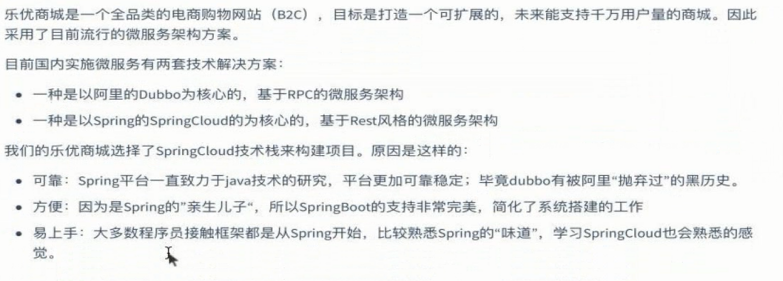 乐优商城是一个全品类的电商购物网站（B2C），目标是打造一个可扩展的，未来能支持千万用户量的商城。因此
采用了目前流行的微服务架构方案。
目前国内实施微服务有两套技术解决方案：
• 一种是以阿里的Dubbo为核心的，基于RPC的微服务架构
• 一种是以Spring的SpringCloud的为核心的，基于Rest风格的微服务架构
我们的乐优商城选择了SpringCloud技术栈来构建项目。原因是这样的：
• 可靠：Spring平台一直致力于java技术的研究，平台更加可靠稳定；毕竟dubbo有被阿里“抛弃过”的黑历史。
• 方便：因为是Spring的”亲生儿子“，所以SpringBoot的支持非常完美，简化了系统搭建的工作
• 易上手：大多数程序员接触框架都是从Spring开始，比较熟悉Spring的“味道”，学习SpringCloud也会熟悉的感
觉。